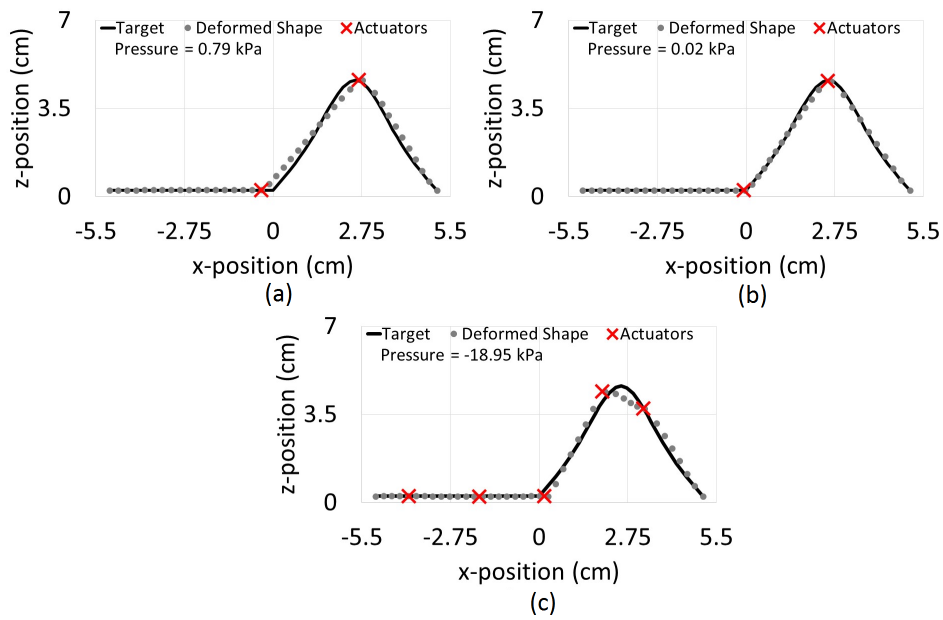 7
Target Deformed Shape Actuators
Pressure = 0.79 kPa
z-position (cm)
3.5
0
-5.5 -2.75 0 2.75 5.5
x-position (cm)
(a)
7
Target Deformed Shape Actuators
Pressure = 0.02 kPa
z-position (cm)
3.5
0
-5.5 -2.75 0 2.75 5.5
x-position (cm)
(b)
7
Target Deformed Shape Actuators
Pressure = -18.95 kPa
z-position (cm)
3.5
0
-5.5 -2.75 0 2.75 5.5
x-position (cm)
(c)